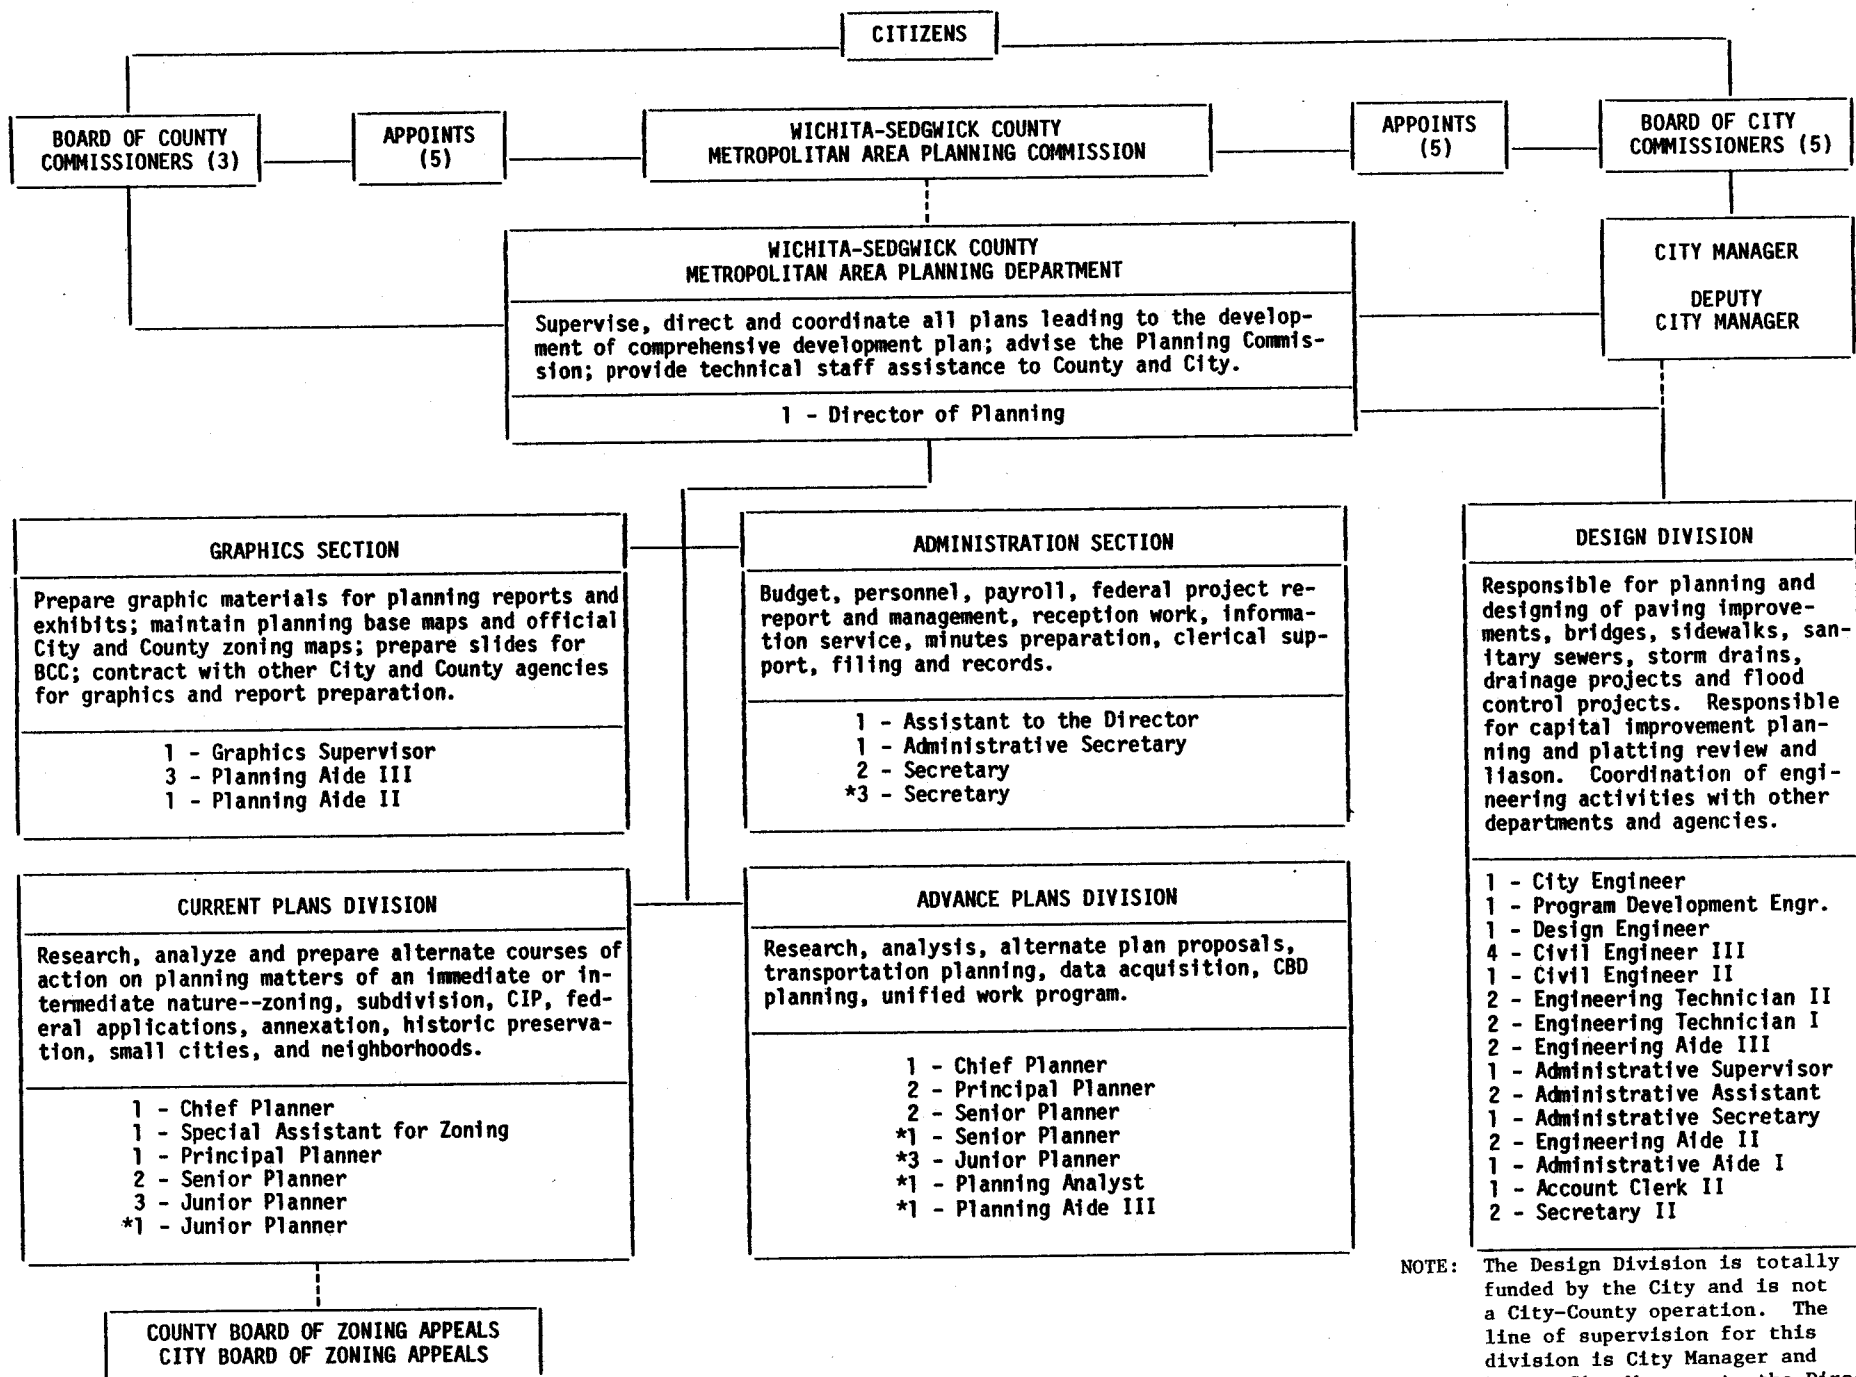 CITIZENS
BOARD OF COUNTY
COMMISSIONERS (3)
APPOINTS
(5)
WICHITA-SEDGWICK COUNTY
METROPOLITAN AREA PLANNING COMMISSION
APPOINTS
(5)
BOARD OF CITY
COMMISSIONERS (5)
WICHITA-SEDGWICK COUNTY
METROPOLITAN AREA PLANNING DEPARTMENT
Supervise, direct and coordinate all plans leading to the develop-
ment of comprehensive development plan; advise the Planning Commis-
sion; provide technical staff assistance to County and City.
1 - Director of Planning
CITY MANAGER
DEPUTY
CITY MANAGER
GRAPHICS SECTION
Prepare graphic materials for planning reports and
exhibits; maintain planning base maps and official
City and County zoning maps; prepare slides for
BCC; contract with other City and County agencies
for graphics and report preparation.
1 - Graphics Supervisor
3 - Planning Aide III
1 - Planning Aide II
ADMINISTRATION SECTION
Budget, personnel, payroll, federal project re-
report and management, reception work, informa-
tion service, minutes preparation, clerical sup-
port, filing and records.
1 - Assistant to the Director
1 - Administrative Secretary
2 - Secretary
*3 - Secretary
DESIGN DIVISION
Responsible for planning and
designing of paving improve-
ments, bridges, sidewalks, san-
itary sewers, storm drains,
drainage projects and flood
control projects. Responsible
for capital improvement plan-
ning and platting review and
liason. Coordination of engi-
neering activities with other
departments and agencies.
1 - City Engineer
1 - Program Development Engr.
1 - Design Engineer
4 - Civil Engineer III
1 - Civil Engineer II
2 - Engineering Technician II
2 - Engineering Technician I
2 - Engineering Aide III
1 - Administrative Supervisor
2 - Administrative Assistant
1 - Administrative Secretary
2 - Engineering Aide II
1 - Administrative Aide I
1 - Account Clerk II
2 - Secretary II
CURRENT PLANS DIVISION
Research, analyze and prepare alternate courses of
action on planning matters of an immediate or in-
termediate nature--zoning, subdivision, CIP, fed-
eral applications, annexation, historic preserva-
tion, small cities, and neighborhoods.
1 - Chief Planner
1 - Special Assistant for Zoning
1 - Principal Planner
2 - Senior Planner
3 - Junior Planner
*1 - Junior Planner
ADVANCE PLANS DIVISION
Research, analysis, alternate plan proposals,
transportation planning, data acquisition, CBD
planning, unified work program.
1 - Chief Planner
2 - Principal Planner
2 - Senior Planner
*1 - Senior Planner
*3 - Junior Planner
*1 - Planning Analyst
*1 - Planning Aide III
COUNTY BOARD OF ZONING APPEALS
CITY BOARD OF ZONING APPEALS
NOTE: The Design Division is totally
funded by the City and is not
a City-County operation. The
line of supervision for this
division is City Manager and